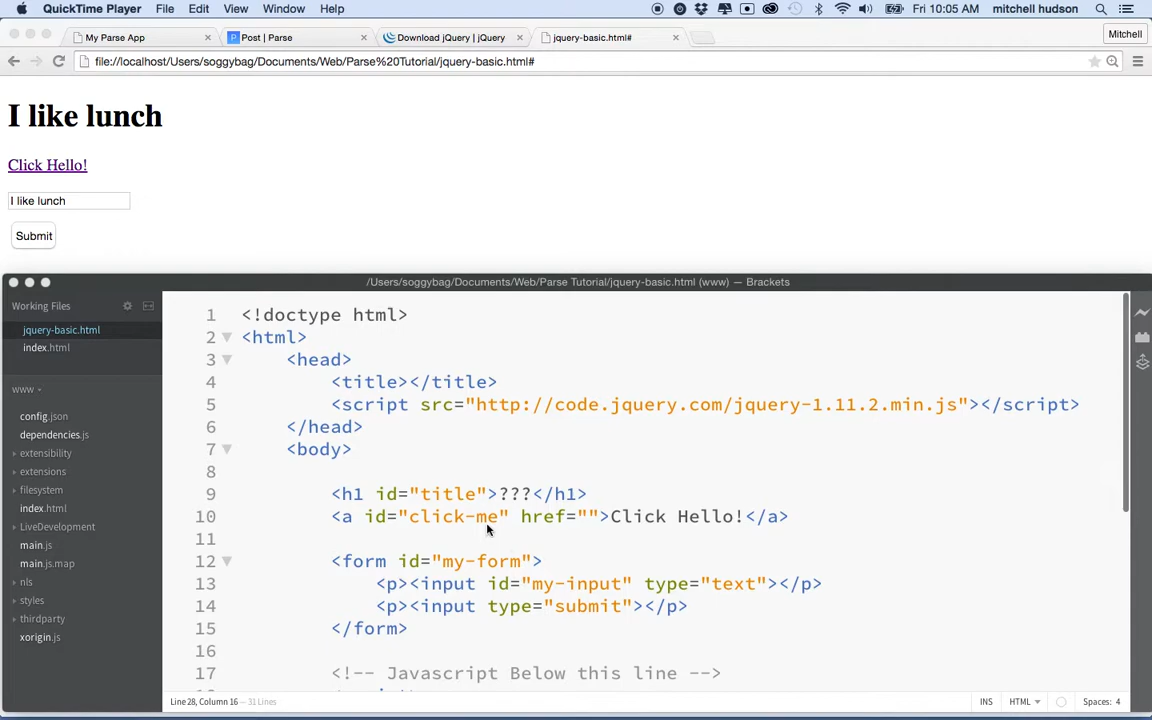 QuickTime Player File Edit View Window Help Fri 10:05 AM mitchell hudson
My Parse App Post | Parse Download jQuery | jQuery jquery-basic.html# Mitchell
file://localhost/Users/soggybag/Documents/Web/Parse%20Tutorial/jquery-basic.html#
I like lunch
Click Hello!
I like lunch
Submit
/Users/soggybag/Documents/Web/Parse Tutorial/jquery-basic.html (www) — Brackets
Working Files
jquery-basic.html
index.html
www
config.json
dependencies.js
extensibility
extensions
filesystem
index.html
LiveDevelopment
main.js
main.js.map
nls
styles
thirdparty
xorigin.js
1 <!doctype html>
2 <html>
3 <head>
4 <title></title>
5 <script src="http://code.jquery.com/jquery-1.11.2.min.js"></script>
6 </head>
7 <body>
8
9 <h1 id="title">???</h1>
10 <a id="click-me" href="">Click Hello!</a>
11
12 <form id="my-form">
13 <p><input id="my-input" type="text"></p>
14 <p><input type="submit"></p>
15 </form>
16
17 <!-- Javascript Below this line -->
Line 28, Column 16 — 31 Lines INS HTML Spaces: 4